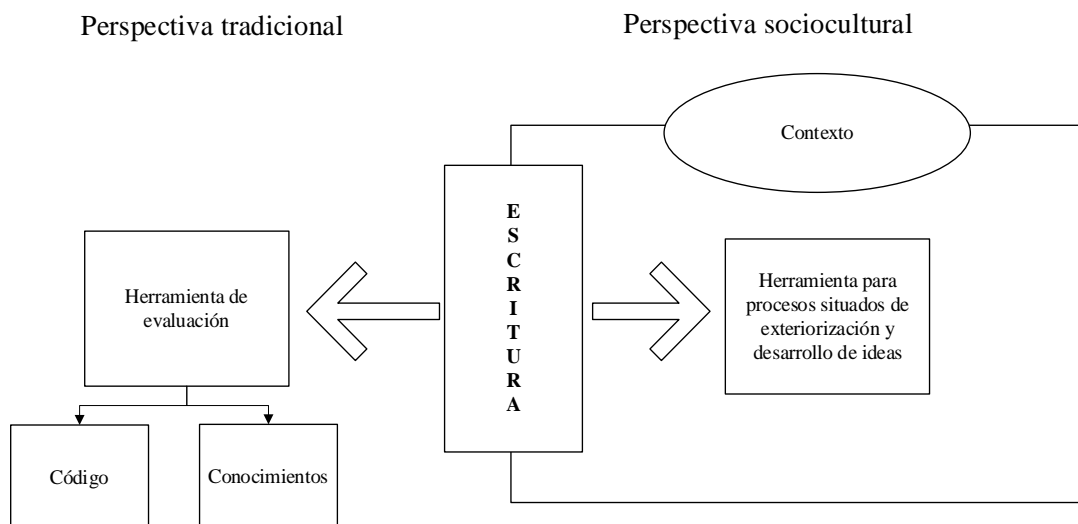 Perspectiva tradicional
Perspectiva sociocultural
Contexto
E
S
C
R
I
T
U
R
A
Herramienta de
evaluación
Herramienta para
procesos situados de
exteriorización y
desarrollo de ideas
Código
Conocimientos